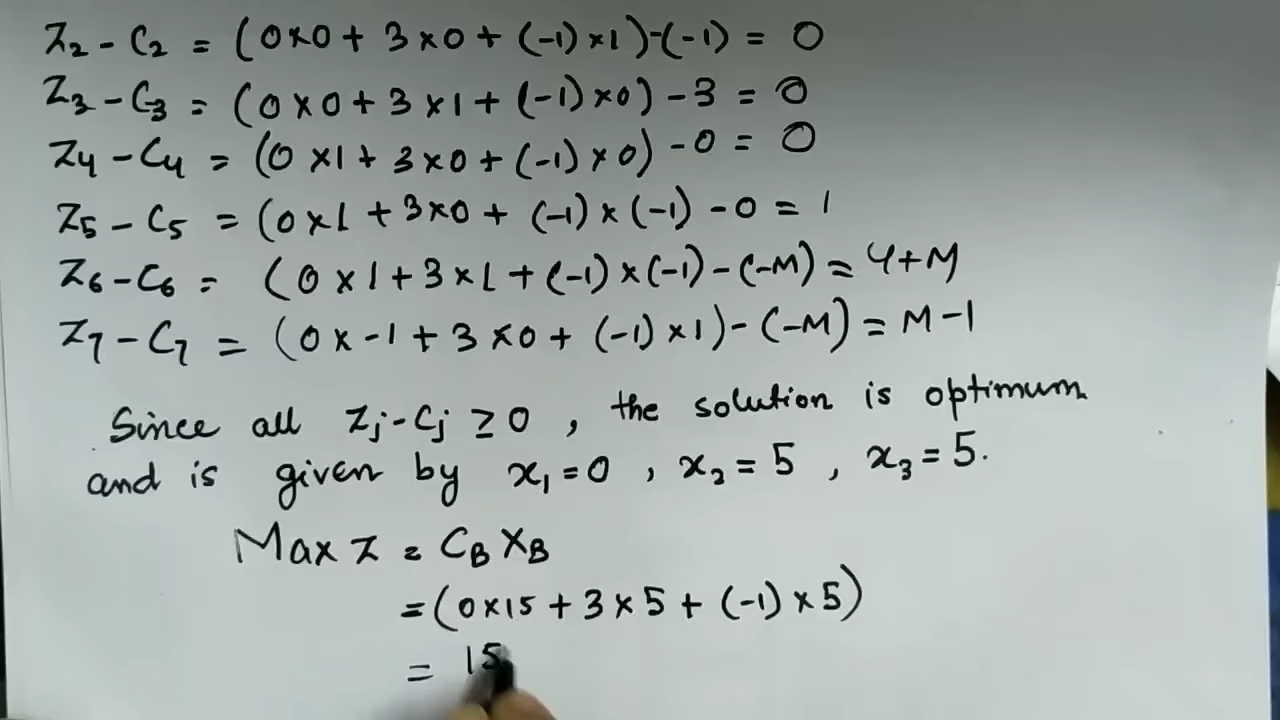 Z₂ - C₂ = (0×0 + 3×0 + (-1)×1)-(-1) = 0
Z₃ - C₃ = (0×0 + 3×1 + (-1)×0) - 3 = 0
Z₄ - C₄ = (0×1 + 3×0 + (-1)×0) - 0 = 0
Z₅ - C₅ = (0×1 + 3×0 + (-1)×(-1) - 0 = 1
Z₆ - C₆ = (0×1 + 3×1 + (-1)×(-1) - (-M) = 4+M
Z₇ - C₇ = (0×-1 + 3×0 + (-1)×1) - (-M) = M-1
Since all Zj - Cj ≥ 0, the solution is optimum
and is given by x₁=0, x₂=5, x₃=5.
Max Z = C_B X_B
= (0×15 + 3×5 + (-1)×5)
= 15